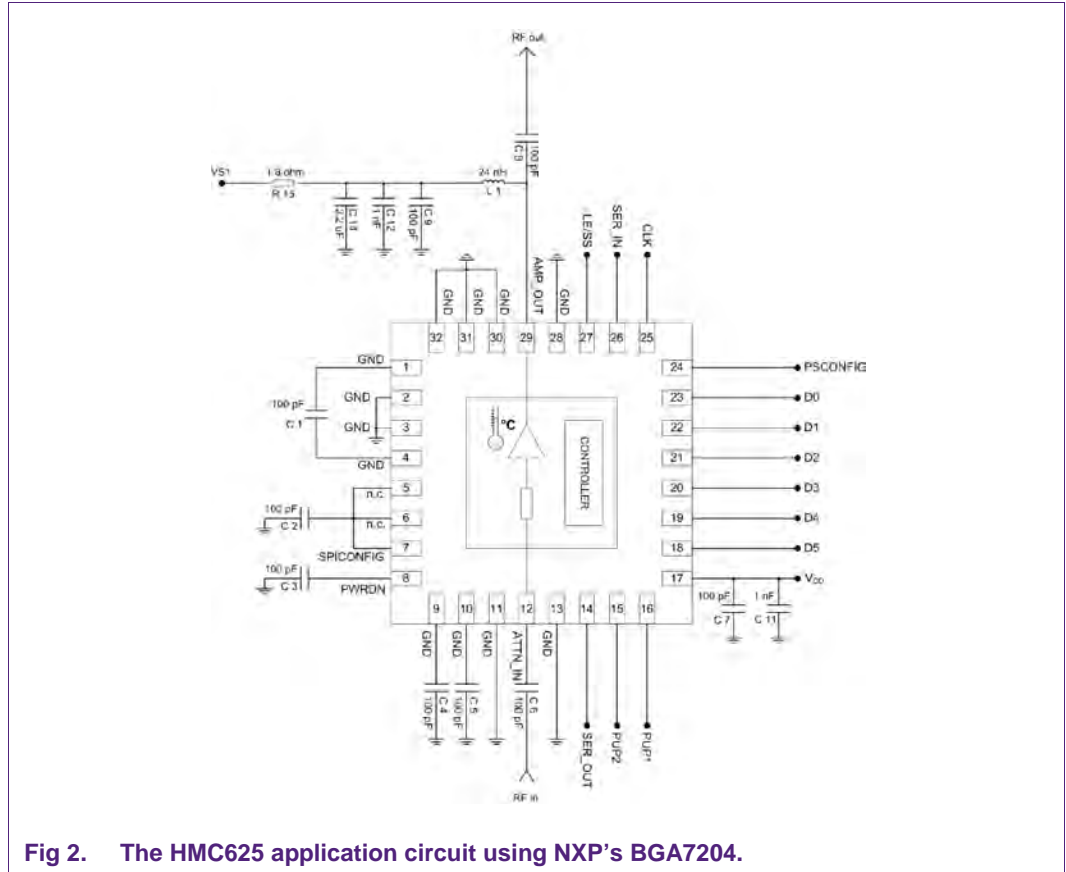 RF out
100 pF
C 9
VS1
1.8 ohm
R 15
24 nH
L 1
2.2 uF
1 nF
C 12
100 pF
C 9
AMP_OUT
LE/SS
SER_IN
CLK
GND
GND
GND
GND
32
31
30
29
28
27
26
25
GND
1
100 pF
C 1
GND
2
GND
3
4
GND
n.c.
5
100 pF
C 2
n.c.
6
7
SPICONFIG
100 pF
C 3
8
PWRDN
°C
CONTROLLER
24
PSCONFIG
23
D0
22
D1
21
D2
20
D3
19
D4
18
D5
17
VDD
100 pF
C 7
1 nF
C 11
9
10
11
12
13
14
15
16
GND
GND
GND
ATTN_IN
GND
C 4
100 pF
100 pF
100 pF
SER_OUT
PUP2
PUP1
RF in
Fig 2. The HMC625 application circuit using NXP's BGA7204.